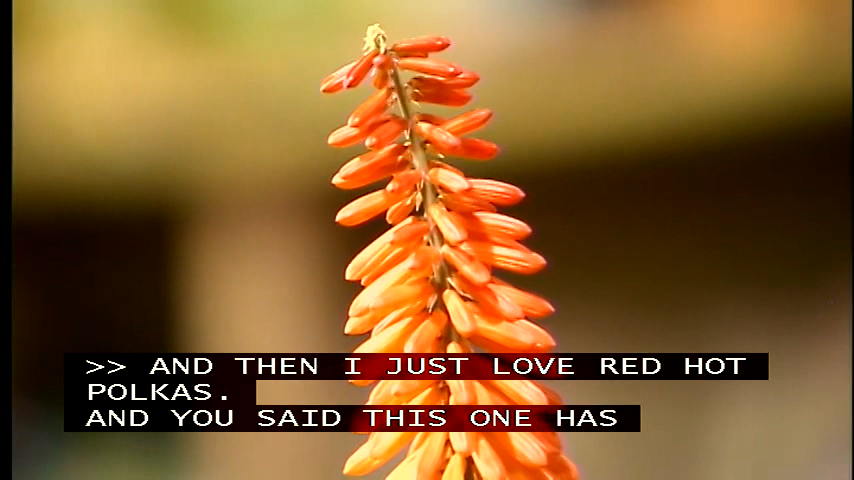 >> AND THEN I JUST LOVE RED HOT
POLKAS.
AND YOU SAID THIS ONE HAS